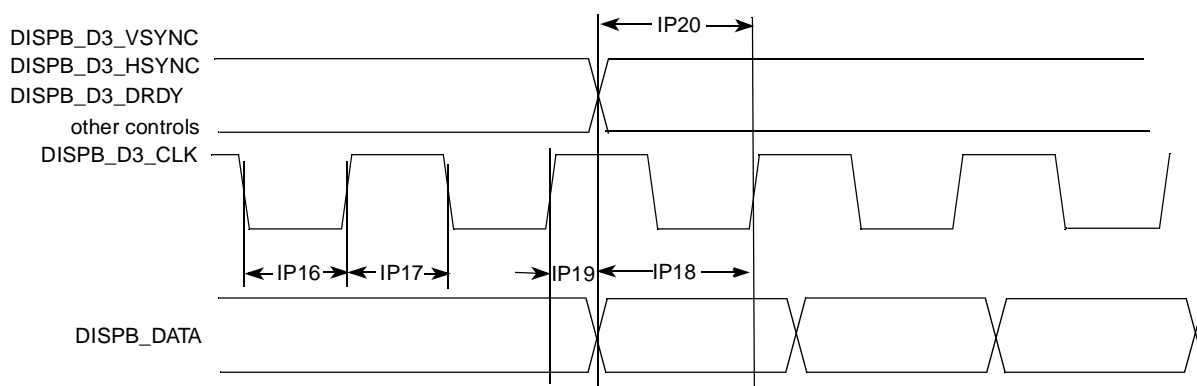 IP20
DISPB_D3_VSYNC
DISPB_D3_HSYNC
DISPB_D3_DRDY
other controls
DISPB_D3_CLK
IP16
IP17
IP19
IP18
DISPB_DATA